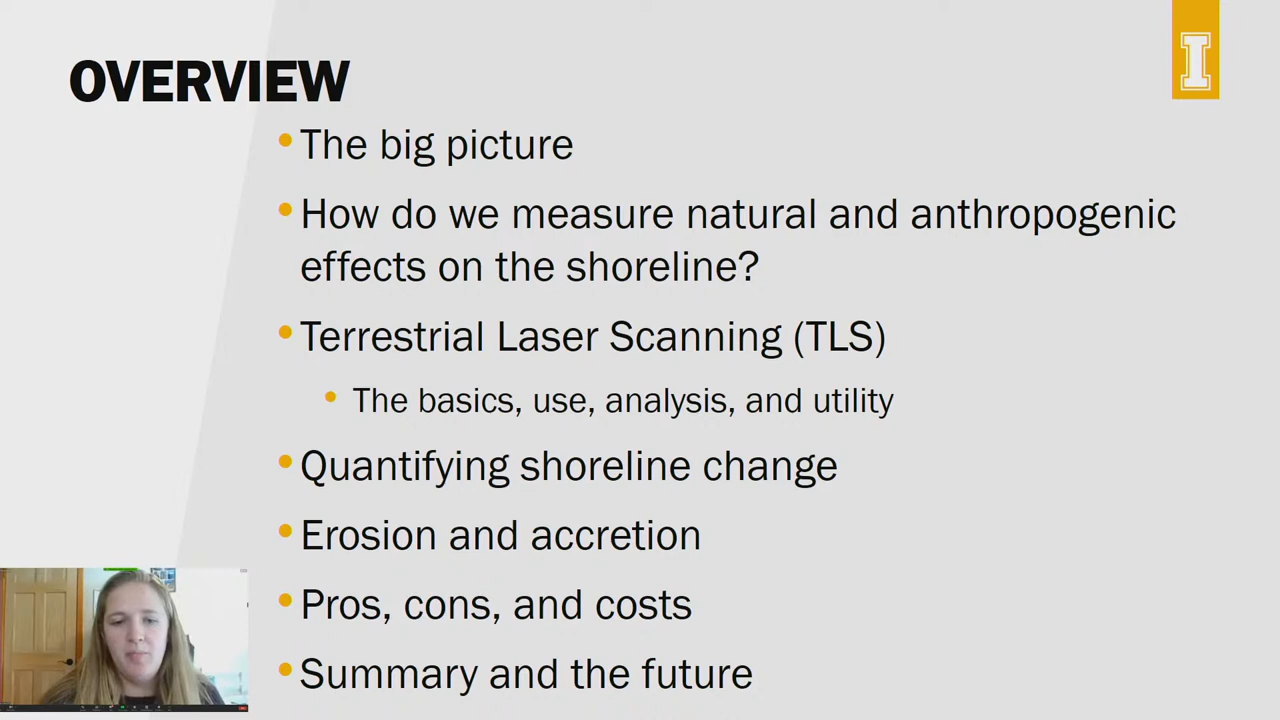 OVERVIEW
I
• The big picture
• How do we measure natural and anthropogenic
effects on the shoreline?
• Terrestrial Laser Scanning (TLS)
• The basics, use, analysis, and utility
• Quantifying shoreline change
• Erosion and accretion
• Pros, cons, and costs
• Summary and the future